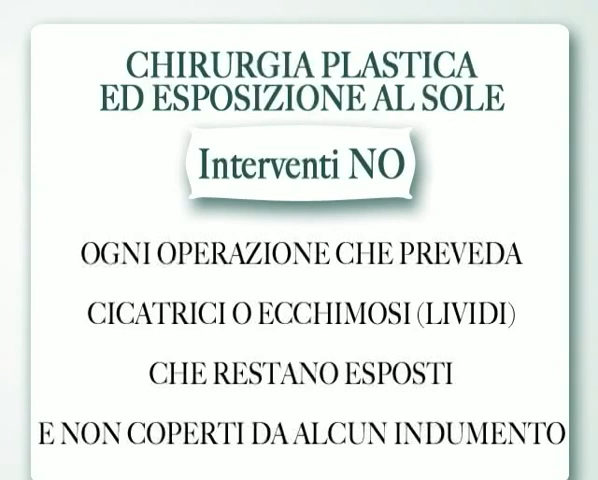 CHIRURGIA PLASTICA
ED ESPOSIZIONE AL SOLE
Interventi NO
OGNI OPERAZIONE CHE PREVEDA
CICATRICI O ECCHIMOSI (LIVIDI)
CHE RESTANO ESPOSTI
E NON COPERTI DA ALCUN INDUMENTO